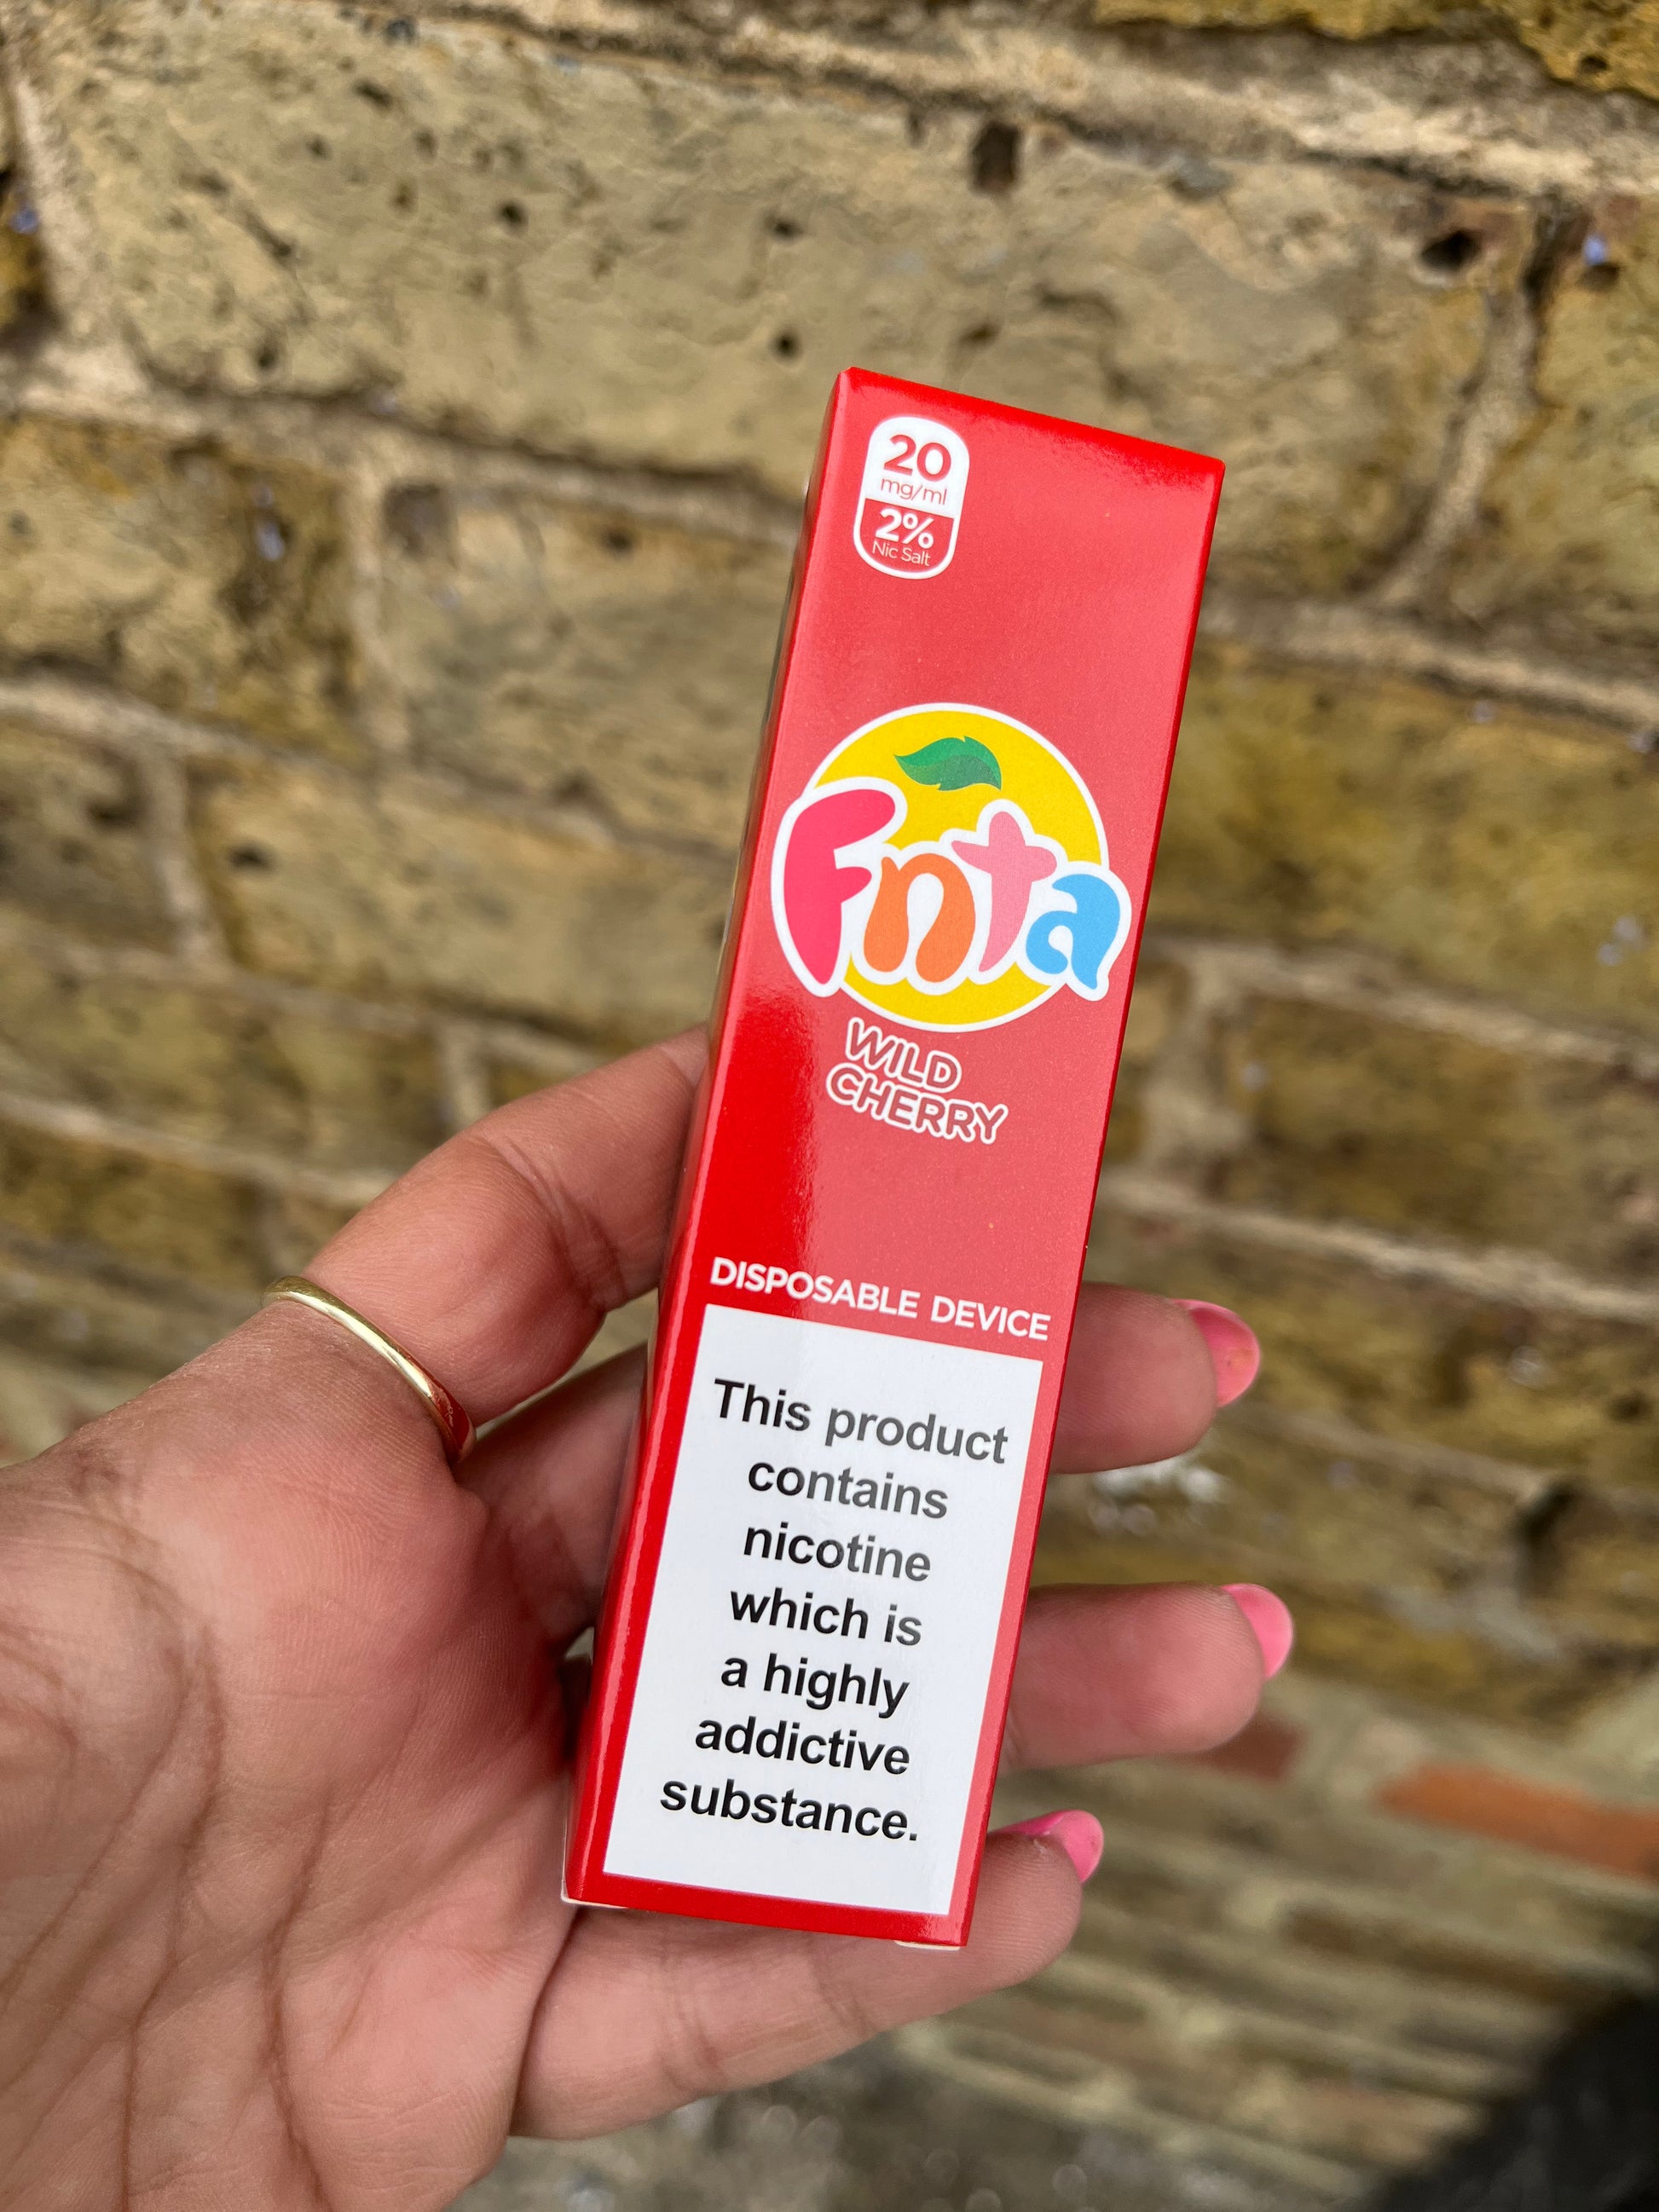 20
mg/ml
2%
Nic Salt
Fnta
WILD
CHERRY
DISPOSABLE DEVICE
This product
contains
nicotine
which is
a highly
addictive
substance.